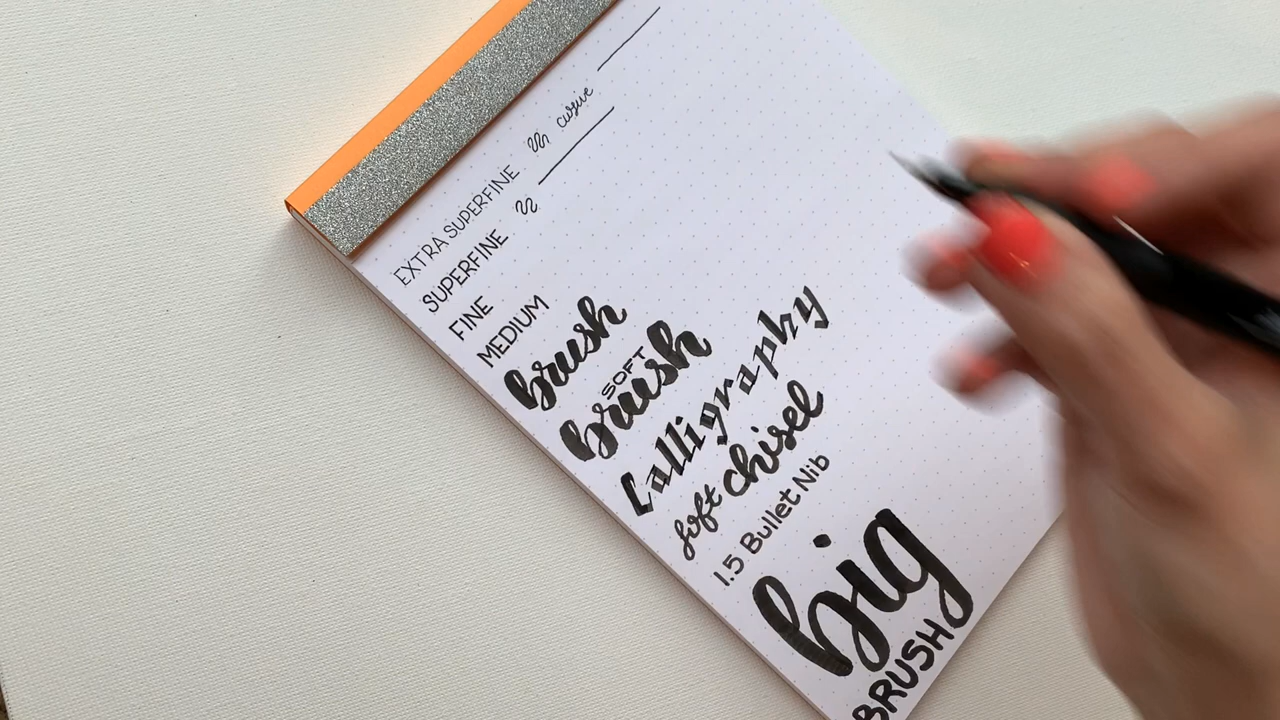 EXTRA SUPERFINE cursive
SUPERFINE
FINE
MEDIUM
brush
SOFT
brush
Calligraphy
soft chisel
1.5 Bullet Nib
big
BRUSH